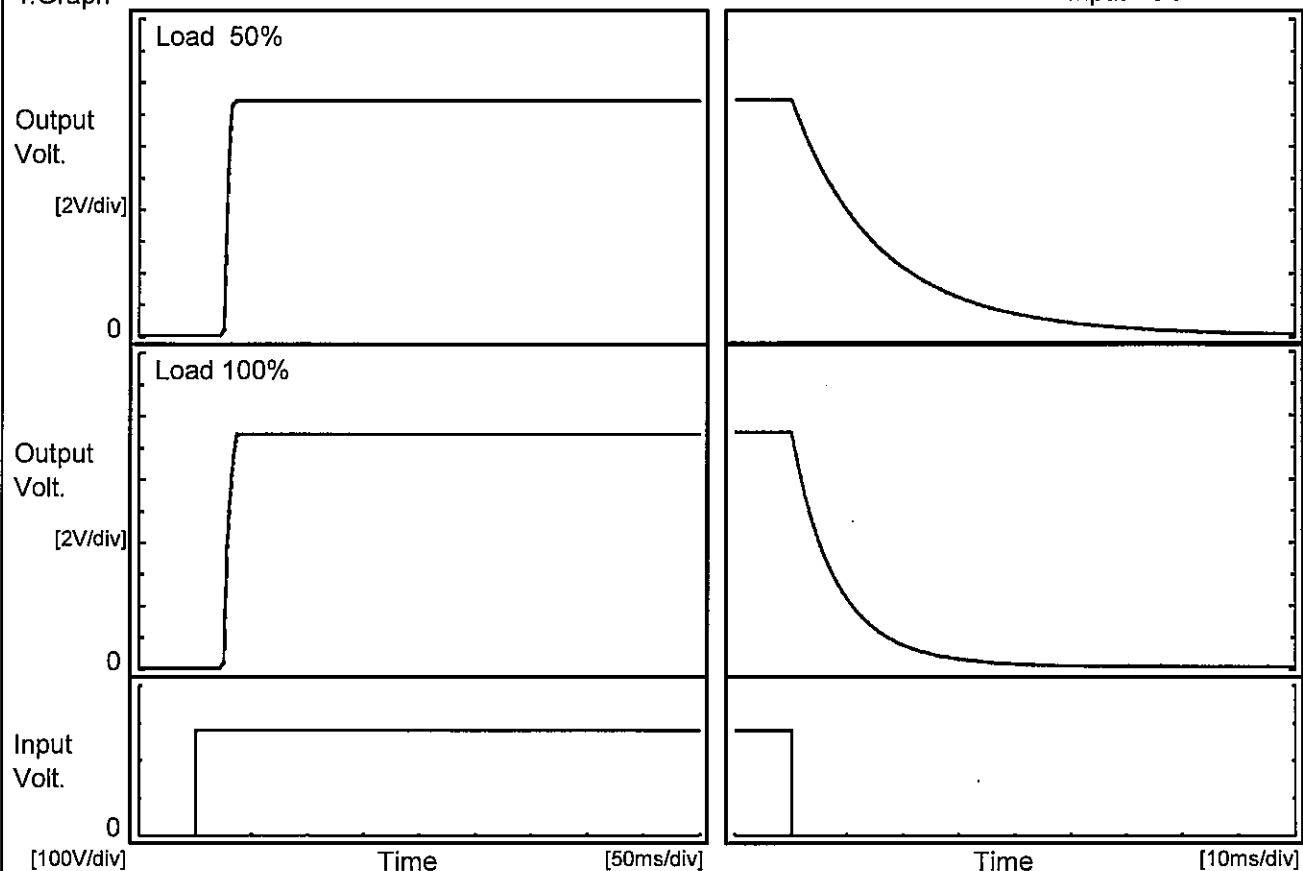 Load 50%
Output
Volt.
[2V/div]
0
Load 100%
Output
Volt.
[2V/div]
0
Input
Volt.
0
[100V/div]
Time
[50ms/div]
Time
[10ms/div]